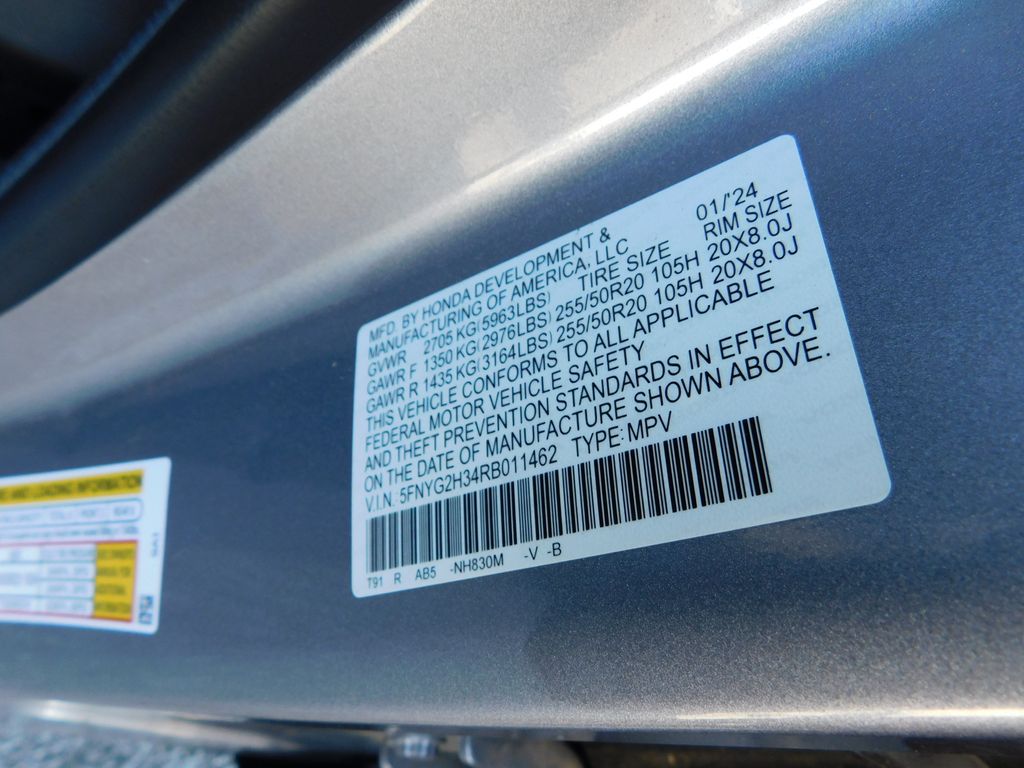 MFD. BY HONDA DEVELOPMENT &
MANUFACTURING OF AMERICA, LLC 01/'24
GVWR 2705 KG(5963LBS) TIRE SIZE RIM SIZE
GAWR F 1350 KG(2976LBS) 255/50R20 105H 20X8.0J
GAWR R 1435 KG(3164LBS) 255/50R20 105H 20X8.0J
THIS VEHICLE CONFORMS TO ALL APPLICABLE
FEDERAL MOTOR VEHICLE SAFETY
AND THEFT PREVENTION STANDARDS IN EFFECT
ON THE DATE OF MANUFACTURE SHOWN ABOVE.
V.I.N.: 5FNYG2H34RB011462 TYPE: MPV
T91 R AB5 -NH830M -V -B
AND LOADING INFORMATION